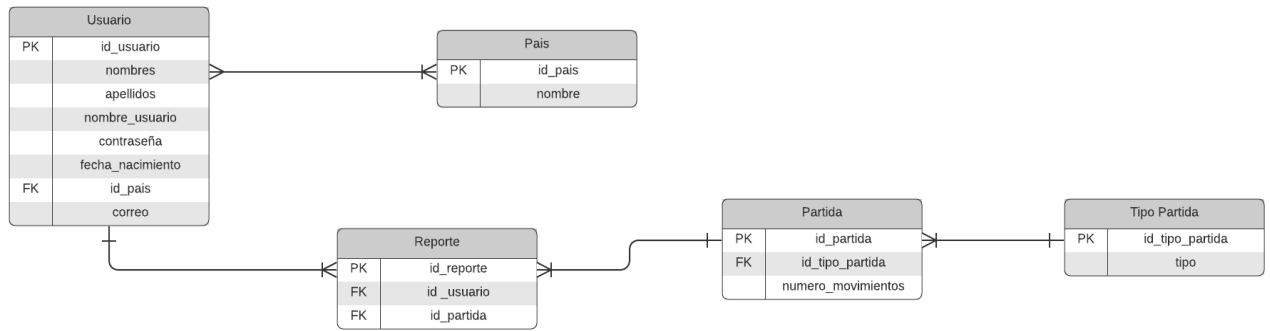 Usuario
PK id_usuario
nombres
apellidos
nombre_usuario
contraseña
fecha_nacimiento
FK id_pais
correo
Pais
PK id_pais
nombre
Reporte
PK id_reporte
FK id _usuario
FK id_partida
Partida
PK id_partida
FK id_tipo_partida
numero_movimientos
Tipo Partida
PK id_tipo_partida
tipo